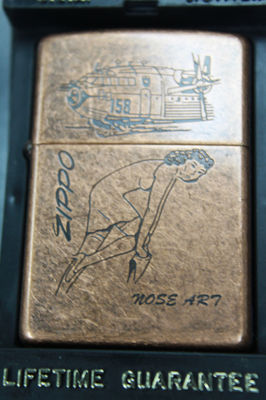 158
ZIPPO
NOSE ART
LIFETIME GUARANTEE